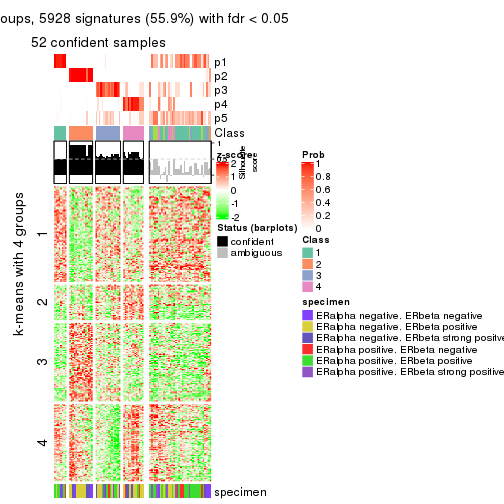 oups, 5928 signatures (55.9%) with fdr < 0.05
52 confident samples
p1
p2
p3
p4
p5
Class
1
0
z-score
2
1
0
-1
-2
Silhouette
score
Status (barplots)
confident
ambiguous
Prob
1
0.8
0.6
0.4
0.2
0
Class
1
2
3
4
specimen
ERalpha negative. ERbeta negative
ERalpha negative. ERbeta positive
ERalpha negative. ERbeta strong positive
ERalpha positive. ERbeta negative
ERalpha positive. ERbeta positive
ERalpha positive. ERbeta strong positive
k-means with 4 groups
1
2
3
4
specimen